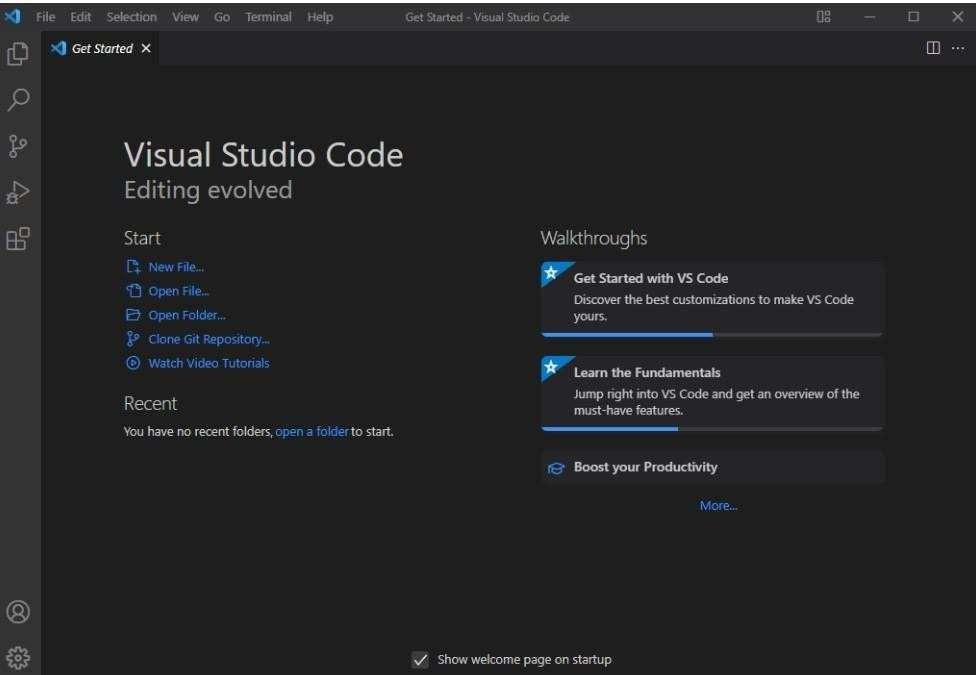 File Edit Selection View Go Terminal Help Get Started - Visual Studio Code
Get Started
Visual Studio Code
Editing evolved
Start
New File...
Open File...
Open Folder...
Clone Git Repository...
Watch Video Tutorials
Recent
You have no recent folders, open a folder to start.
Walkthroughs
Get Started with VS Code
Discover the best customizations to make VS Code
yours.
Learn the Fundamentals
Jump right into VS Code and get an overview of the
must-have features.
Boost your Productivity
More...
Show welcome page on startup